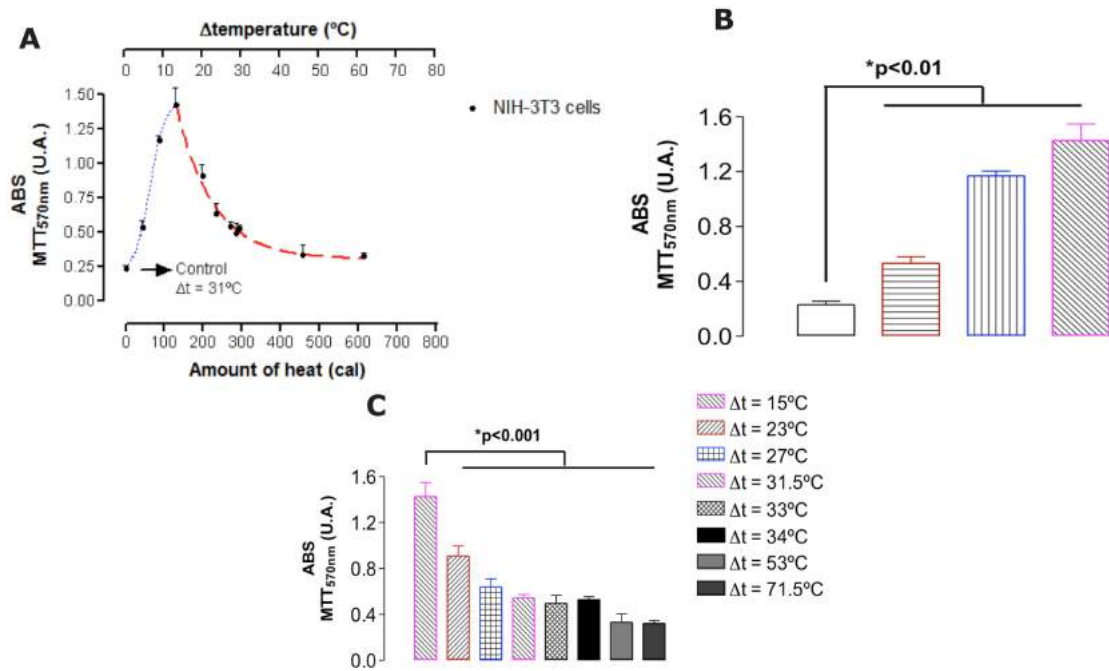 A
Δtemperature (ºC)
0 10 20 30 40 50 60 70 80
1.50
1.25
1.00
0.75
0.50
0.25
0.00
ABS
MTT570nm (U.A.)
NIH-3T3 cells
Control
Δt = 31ºC
0 100 200 300 400 500 600 700 800
Amount of heat (cal)
B
*p<0.01
1.6
1.2
0.8
0.4
0.0
ABS
MTT570nm (U.A.)
C
*p<0.001
1.6
1.2
0.8
0.4
0.0
ABS
MTT570nm (U.A.)
Δt = 15ºC
Δt = 23ºC
Δt = 27ºC
Δt = 31.5ºC
Δt = 33ºC
Δt = 34ºC
Δt = 53ºC
Δt = 71.5ºC